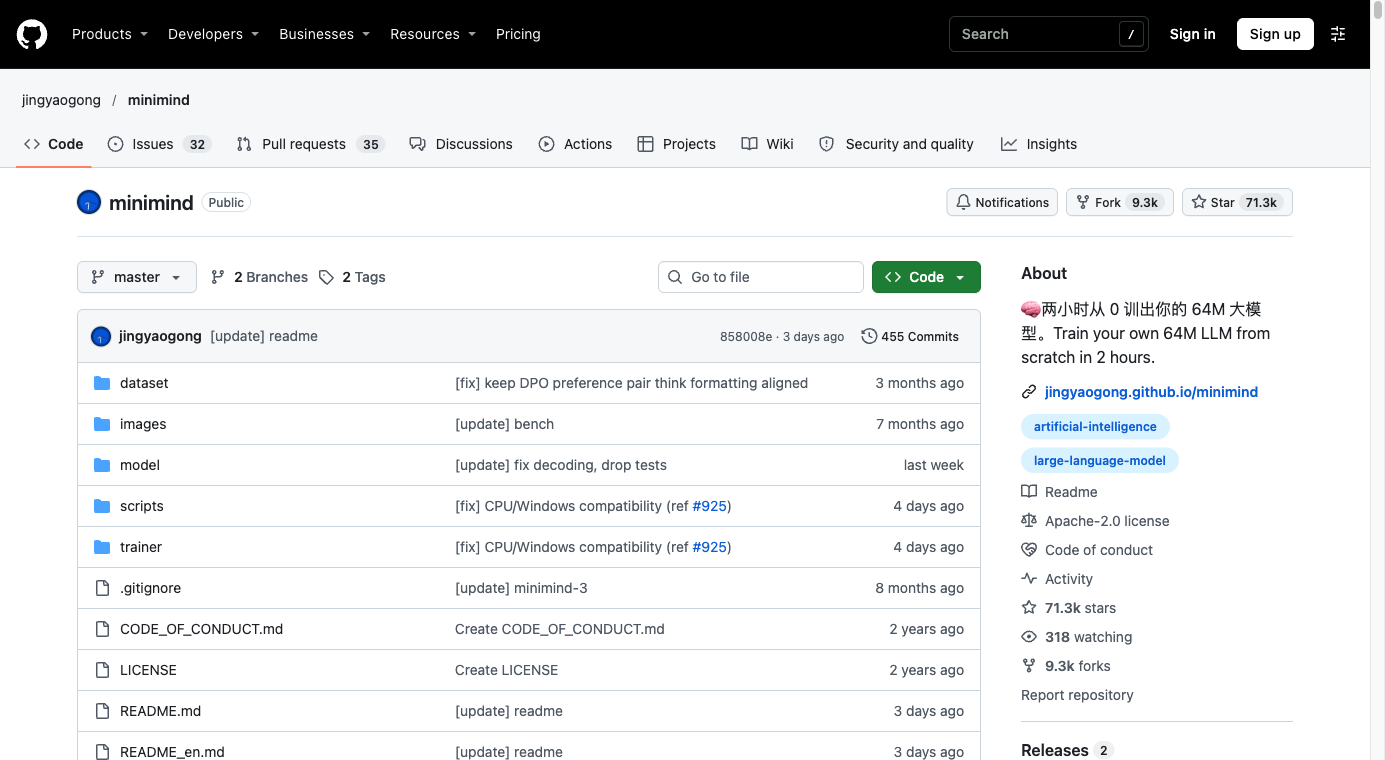 Products Developers Businesses Resources Pricing Search / Sign in Sign up
jingyaogong / minimind
Code Issues 32 Pull requests 35 Discussions Actions Projects Wiki Security and quality Insights
minimind Public Notifications Fork 9.3k Star 71.3k
master 2 Branches 2 Tags Go to file Code
jingyaogong [update] readme 858008e · 3 days ago 455 Commits
dataset [fix] keep DPO preference pair think formatting aligned 3 months ago
images [update] bench 7 months ago
model [update] fix decoding, drop tests last week
scripts [fix] CPU/Windows compatibility (ref #925) 4 days ago
trainer [fix] CPU/Windows compatibility (ref #925) 4 days ago
.gitignore [update] minimind-3 8 months ago
CODE_OF_CONDUCT.md Create CODE_OF_CONDUCT.md 2 years ago
LICENSE Create LICENSE 2 years ago
README.md [update] readme 3 days ago
README_en.md [update] readme 3 days ago
About
🧠两小时从 0 训出你的 64M 大模
型。Train your own 64M LLM from
scratch in 2 hours.
jingyaogong.github.io/minimind
artificial-intelligence
large-language-model
Readme
Apache-2.0 license
Code of conduct
Activity
71.3k stars
318 watching
9.3k forks
Report repository
Releases 2